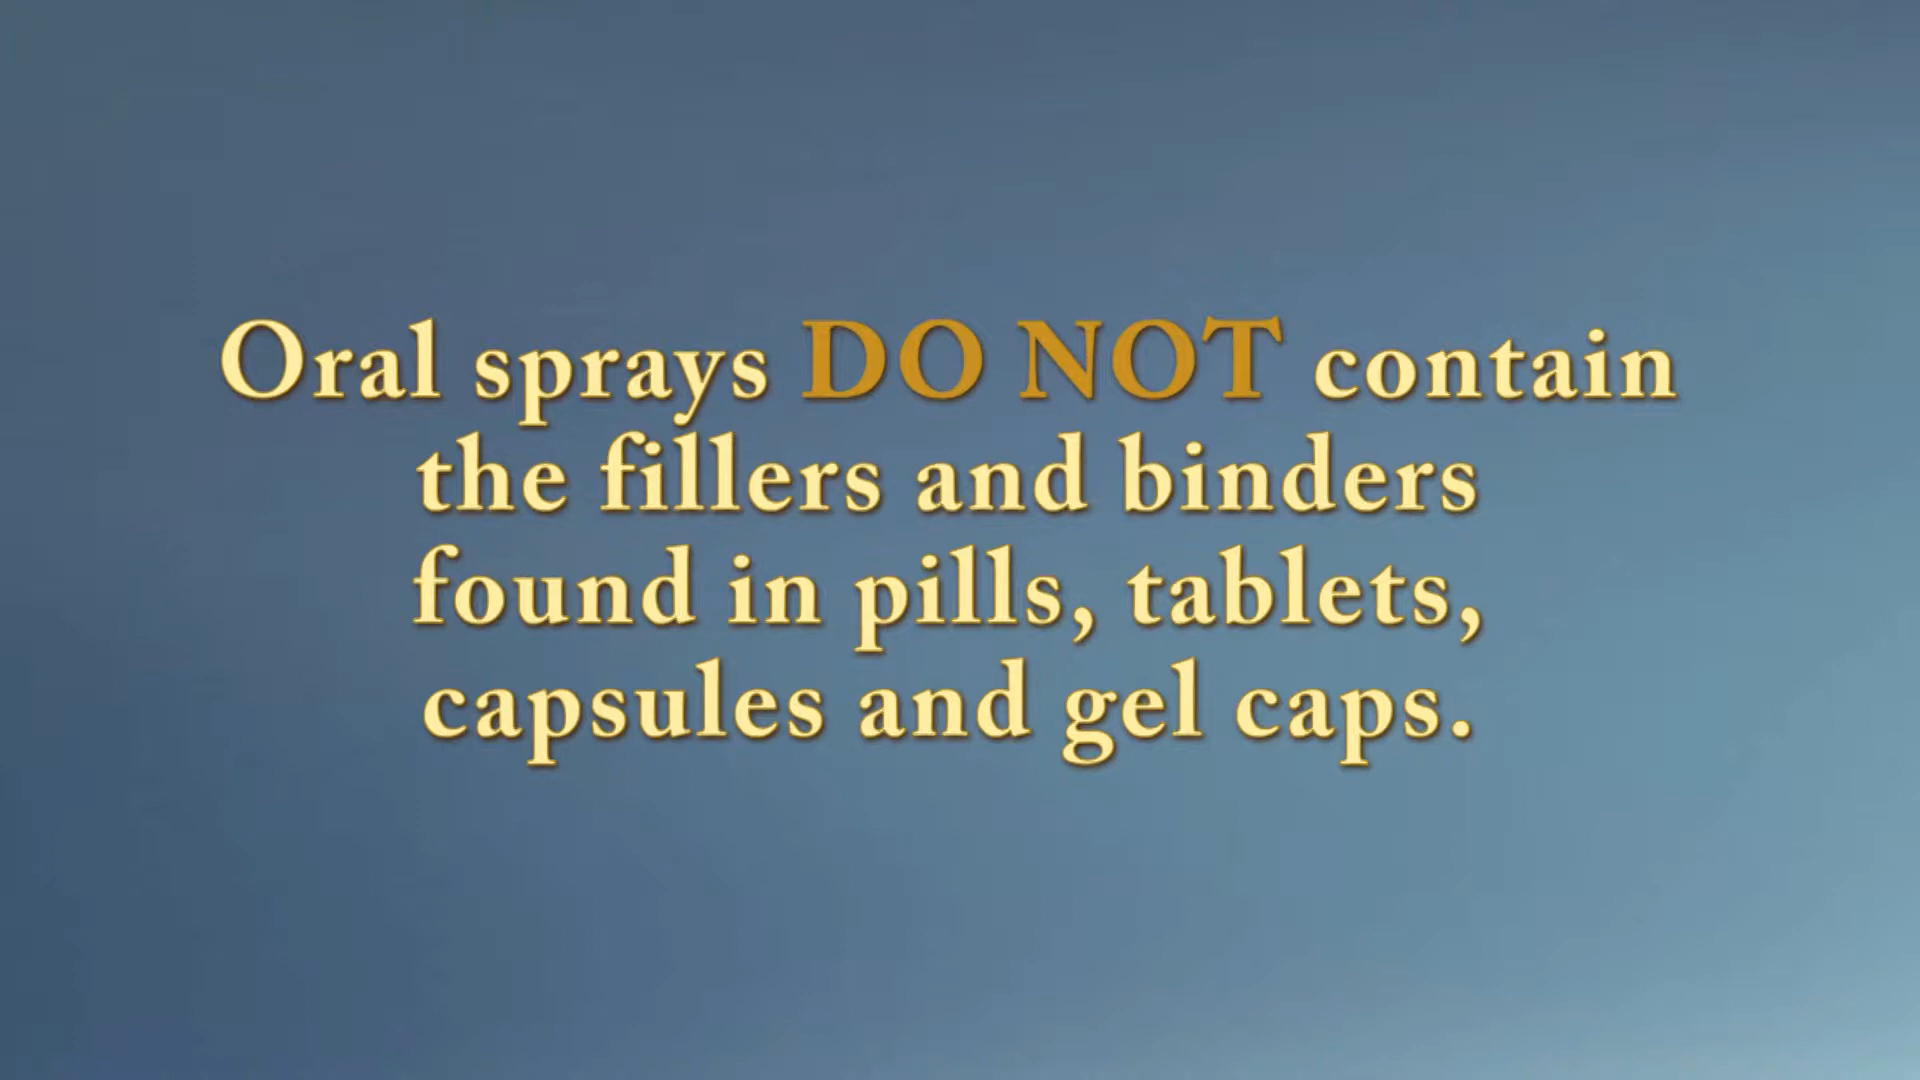 Oral sprays DO NOT contain
the fillers and binders
found in pills, tablets,
capsules and gel caps.